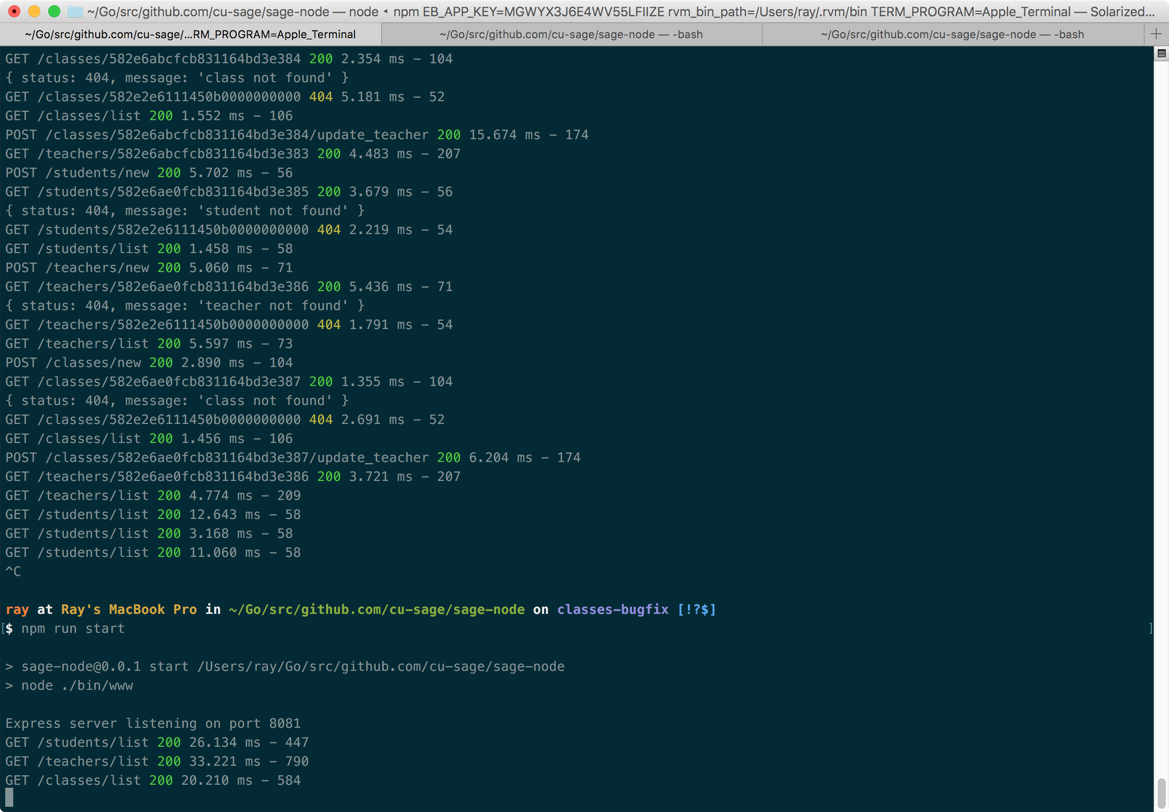 ~/Go/src/github.com/cu-sage/sage-node — node ◂ npm EB_APP_KEY=MGWYX3J6E4WV55LFIIZE rvm_bin_path=/Users/ray/.rvm/bin TERM_PROGRAM=Apple_Terminal — Solarized...
~/Go/src/github.com/cu-sage/...RM_PROGRAM=Apple_Terminal
~/Go/src/github.com/cu-sage/sage-node — -bash
~/Go/src/github.com/cu-sage/sage-node — -bash
GET /classes/582e6abcfcb831164bd3e384 200 2.354 ms - 104
{ status: 404, message: 'class not found' }
GET /classes/582e2e6111450b0000000000 404 5.181 ms - 52
GET /classes/list 200 1.552 ms - 106
POST /classes/582e6abcfcb831164bd3e384/update_teacher 200 15.674 ms - 174
GET /teachers/582e6abcfcb831164bd3e383 200 4.483 ms - 207
POST /students/new 200 5.702 ms - 56
GET /students/582e6ae0fcb831164bd3e385 200 3.679 ms - 56
{ status: 404, message: 'student not found' }
GET /students/582e2e6111450b0000000000 404 2.219 ms - 54
GET /students/list 200 1.458 ms - 58
POST /teachers/new 200 5.060 ms - 71
GET /teachers/582e6ae0fcb831164bd3e386 200 5.436 ms - 71
{ status: 404, message: 'teacher not found' }
GET /teachers/582e2e6111450b0000000000 404 1.791 ms - 54
GET /teachers/list 200 5.597 ms - 73
POST /classes/new 200 2.890 ms - 104
GET /classes/582e6ae0fcb831164bd3e387 200 1.355 ms - 104
{ status: 404, message: 'class not found' }
GET /classes/582e2e6111450b0000000000 404 2.691 ms - 52
GET /classes/list 200 1.456 ms - 106
POST /classes/582e6ae0fcb831164bd3e387/update_teacher 200 6.204 ms - 174
GET /teachers/582e6ae0fcb831164bd3e386 200 3.721 ms - 207
GET /teachers/list 200 4.774 ms - 209
GET /students/list 200 12.643 ms - 58
GET /students/list 200 3.168 ms - 58
GET /students/list 200 11.060 ms - 58
^C
ray at Ray's MacBook Pro in ~/Go/src/github.com/cu-sage/sage-node on classes-bugfix [!?$]
[$ npm run start ]
> sage-node@0.0.1 start /Users/ray/Go/src/github.com/cu-sage/sage-node
> node ./bin/www
Express server listening on port 8081
GET /students/list 200 26.134 ms - 447
GET /teachers/list 200 33.221 ms - 790
GET /classes/list 200 20.210 ms - 584